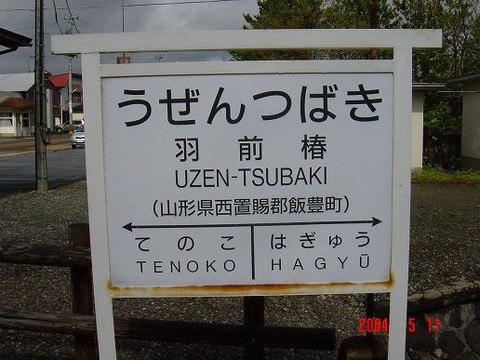 うぜんつばき
羽前椿
UZEN-TSUBAKI
(山形県西置賜郡飯豊町)
てのこ はぎゅう
TENOKO HAGYŪ
2004 5 11